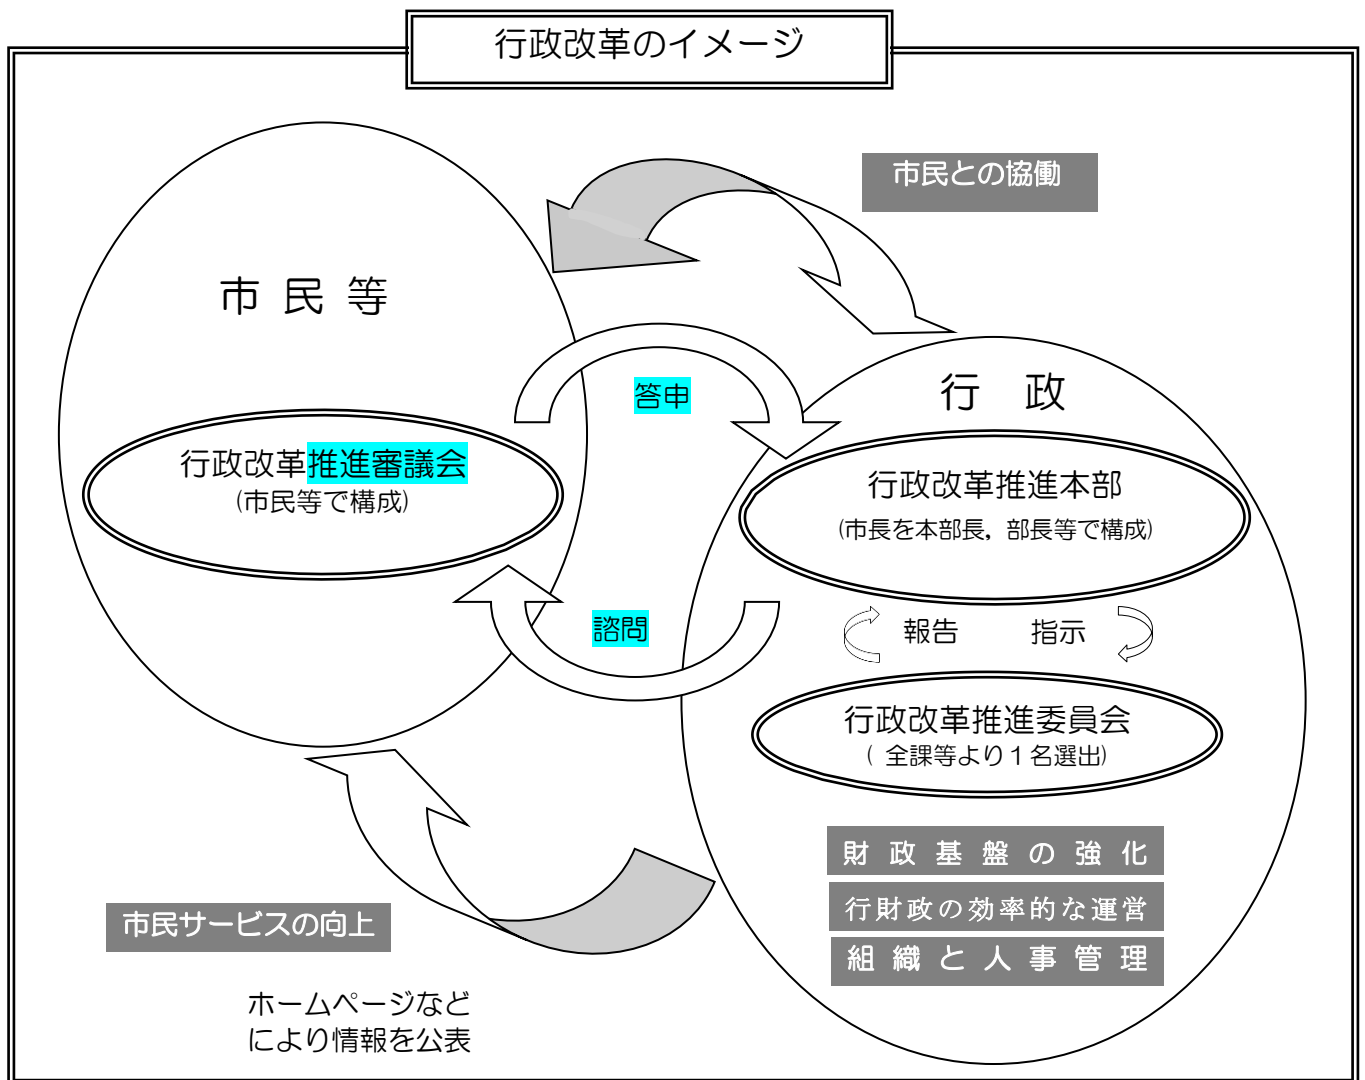 行政改革のイメージ
市民との協働
市 民 等
答申
行 政
行政改革推進審議会
(市民等で構成)
行政改革推進本部
(市長を本部長，部長等で構成)
諮問
報告 指示
行政改革推進委員会
( 全課等より１名選出)
財 政 基 盤 の 強 化
行財政の効率的な運営
組 織 と 人 事 管 理
市民サービスの向上
ホームページなど
により情報を公表